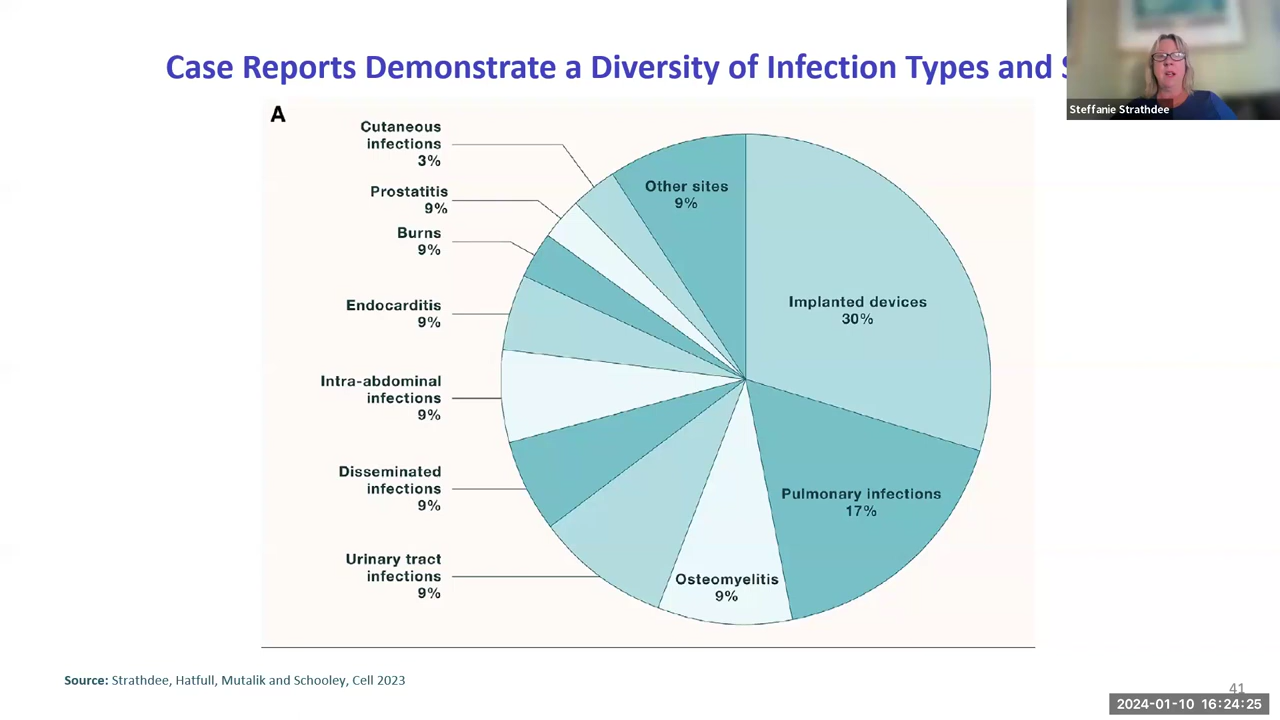 Case Reports Demonstrate a Diversity of Infection Types and
Steffanie Strathdee
A
Cutaneous
infections
3%
Prostatitis
9%
Burns
9%
Endocarditis
9%
Intra-abdominal
infections
9%
Disseminated
infections
9%
Urinary tract
infections
9%
Other sites
9%
Implanted devices
30%
Pulmonary infections
17%
Osteomyelitis
9%
Source: Strathdee, Hatfull, Mutalik and Schooley, Cell 2023
41
2024-01-10 16:24:25